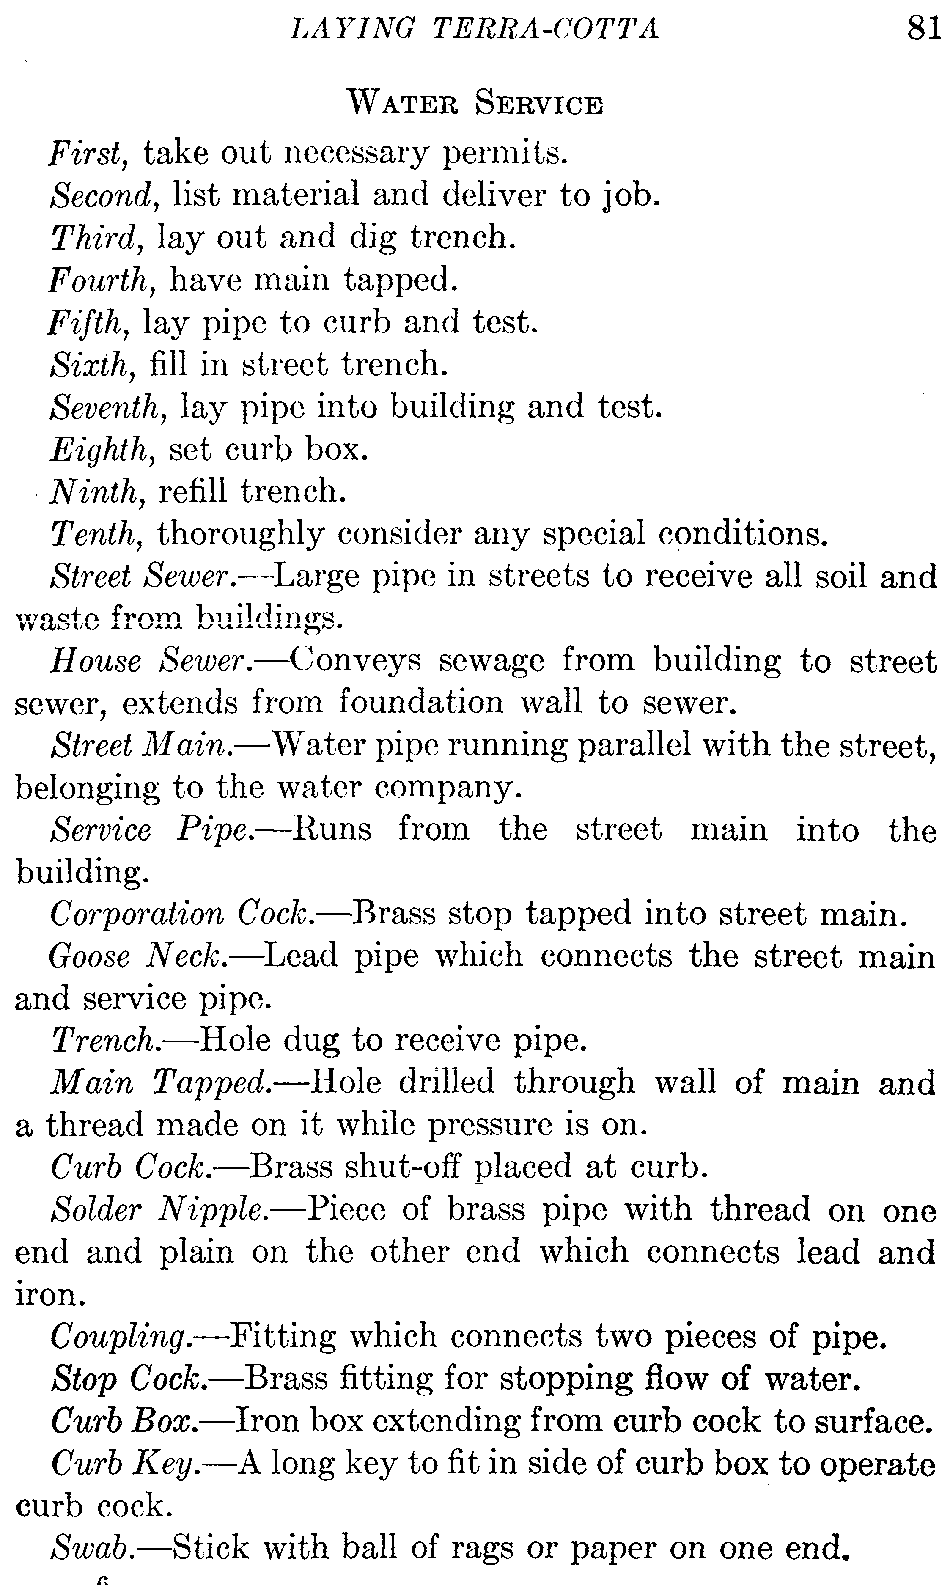 LAYING TERRA-COTTA 81
WATER SERVICE
First, take out necessary permits.
Second, list material and deliver to job.
Third, lay out and dig trench.
Fourth, have main tapped.
Fifth, lay pipe to curb and test.
Sixth, fill in street trench.
Seventh, lay pipe into building and test.
Eighth, set curb box.
Ninth, refill trench.
Tenth, thoroughly consider any special conditions.
Street Sewer.—Large pipe in streets to receive all soil and
waste from buildings.
House Sewer.—Conveys sewage from building to street
sewer, extends from foundation wall to sewer.
Street Main.—Water pipe running parallel with the street,
belonging to the water company.
Service Pipe.—Runs from the street main into the
building.
Corporation Cock.—Brass stop tapped into street main.
Goose Neck.—Lead pipe which connects the street main
and service pipe.
Trench.—Hole dug to receive pipe.
Main Tapped.—Hole drilled through wall of main and
a thread made on it while pressure is on.
Curb Cock.—Brass shut-off placed at curb.
Solder Nipple.—Piece of brass pipe with thread on one
end and plain on the other end which connects lead and
iron.
Coupling.—Fitting which connects two pieces of pipe.
Stop Cock.—Brass fitting for stopping flow of water.
Curb Box.—Iron box extending from curb cock to surface.
Curb Key.—A long key to fit in side of curb box to operate
curb cock.
Swab.—Stick with ball of rags or paper on one end.